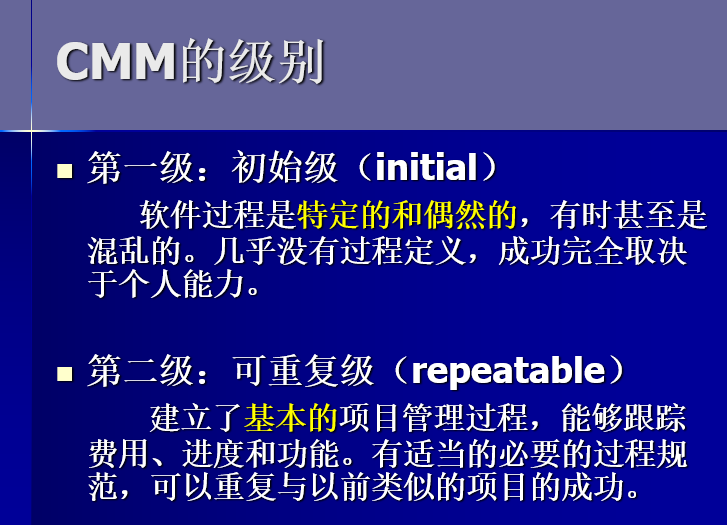 CMM的级别
第一级：初始级（initial）
软件过程是特定的和偶然的，有时甚至是
混乱的。几乎没有过程定义，成功完全取决
于个人能力。
第二级：可重复级（repeatable）
建立了基本的项目管理过程，能够跟踪
费用、进度和功能。有适当的必要的过程规
范，可以重复与以前类似的项目的成功。